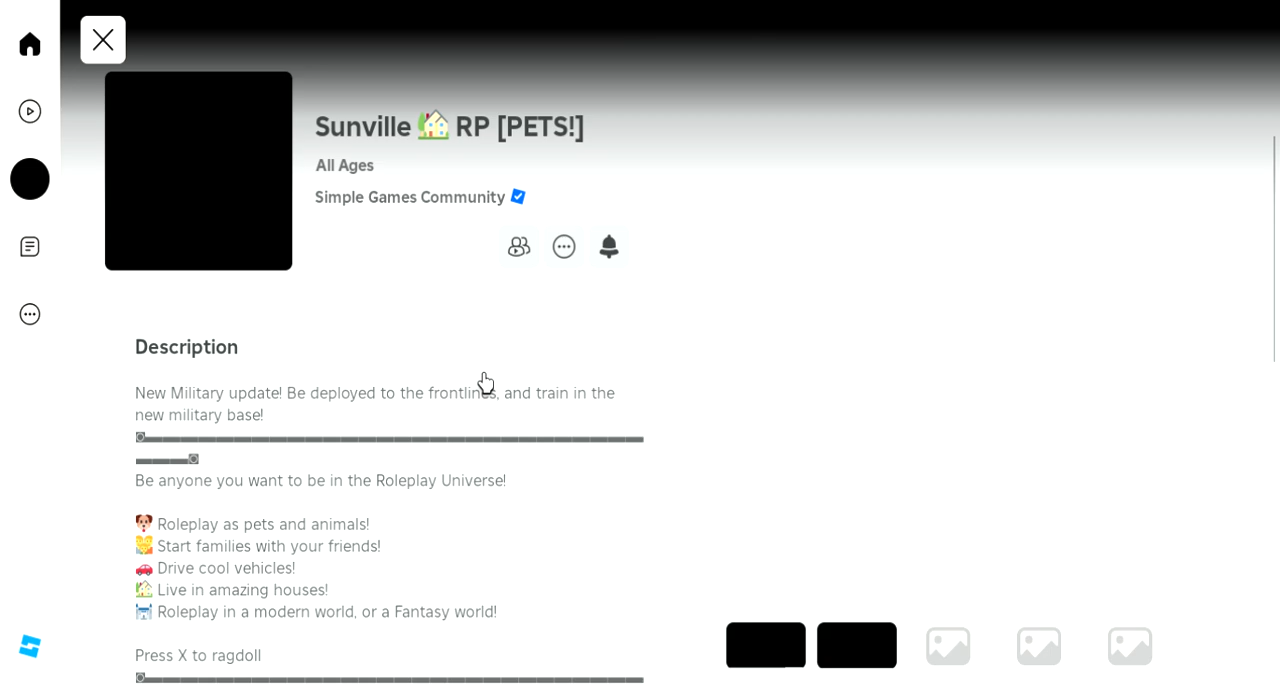 Sunville 🏡 RP [PETS!]
All Ages
Simple Games Community
Description
New Military update! Be deployed to the frontlines, and train in the
new military base!
◙▬▬▬▬▬▬▬▬▬▬▬▬▬▬▬▬▬▬▬▬▬▬▬▬▬▬▬▬
▬▬▬◙
Be anyone you want to be in the Roleplay Universe!
🐶 Roleplay as pets and animals!
💛 Start families with your friends!
🚗 Drive cool vehicles!
🏡 Live in amazing houses!
🏰 Roleplay in a modern world, or a Fantasy world!
Press X to ragdoll
◙▬▬▬▬▬▬▬▬▬▬▬▬▬▬▬▬▬▬▬▬▬▬▬▬▬▬▬▬